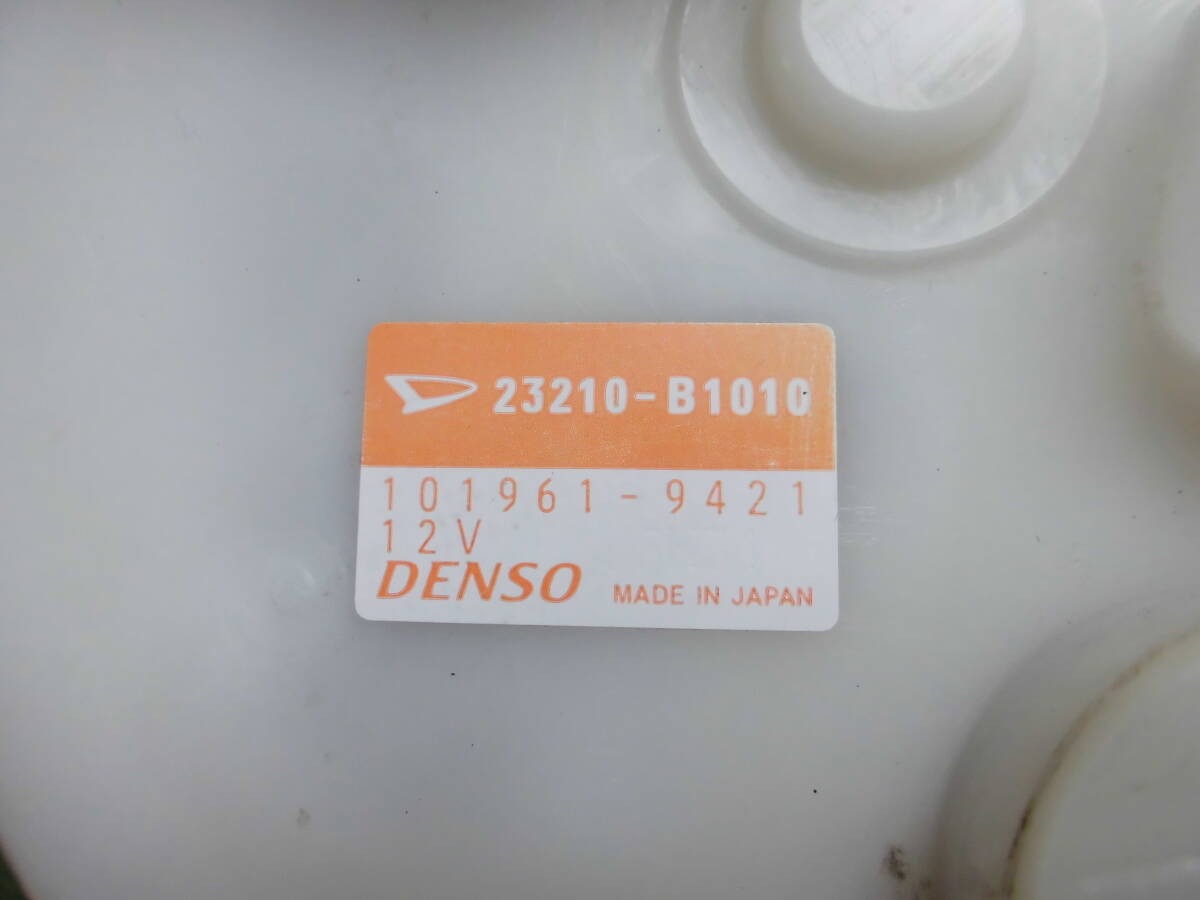 23210-B1010
101961-9421
12V
DENSO MADE IN JAPAN